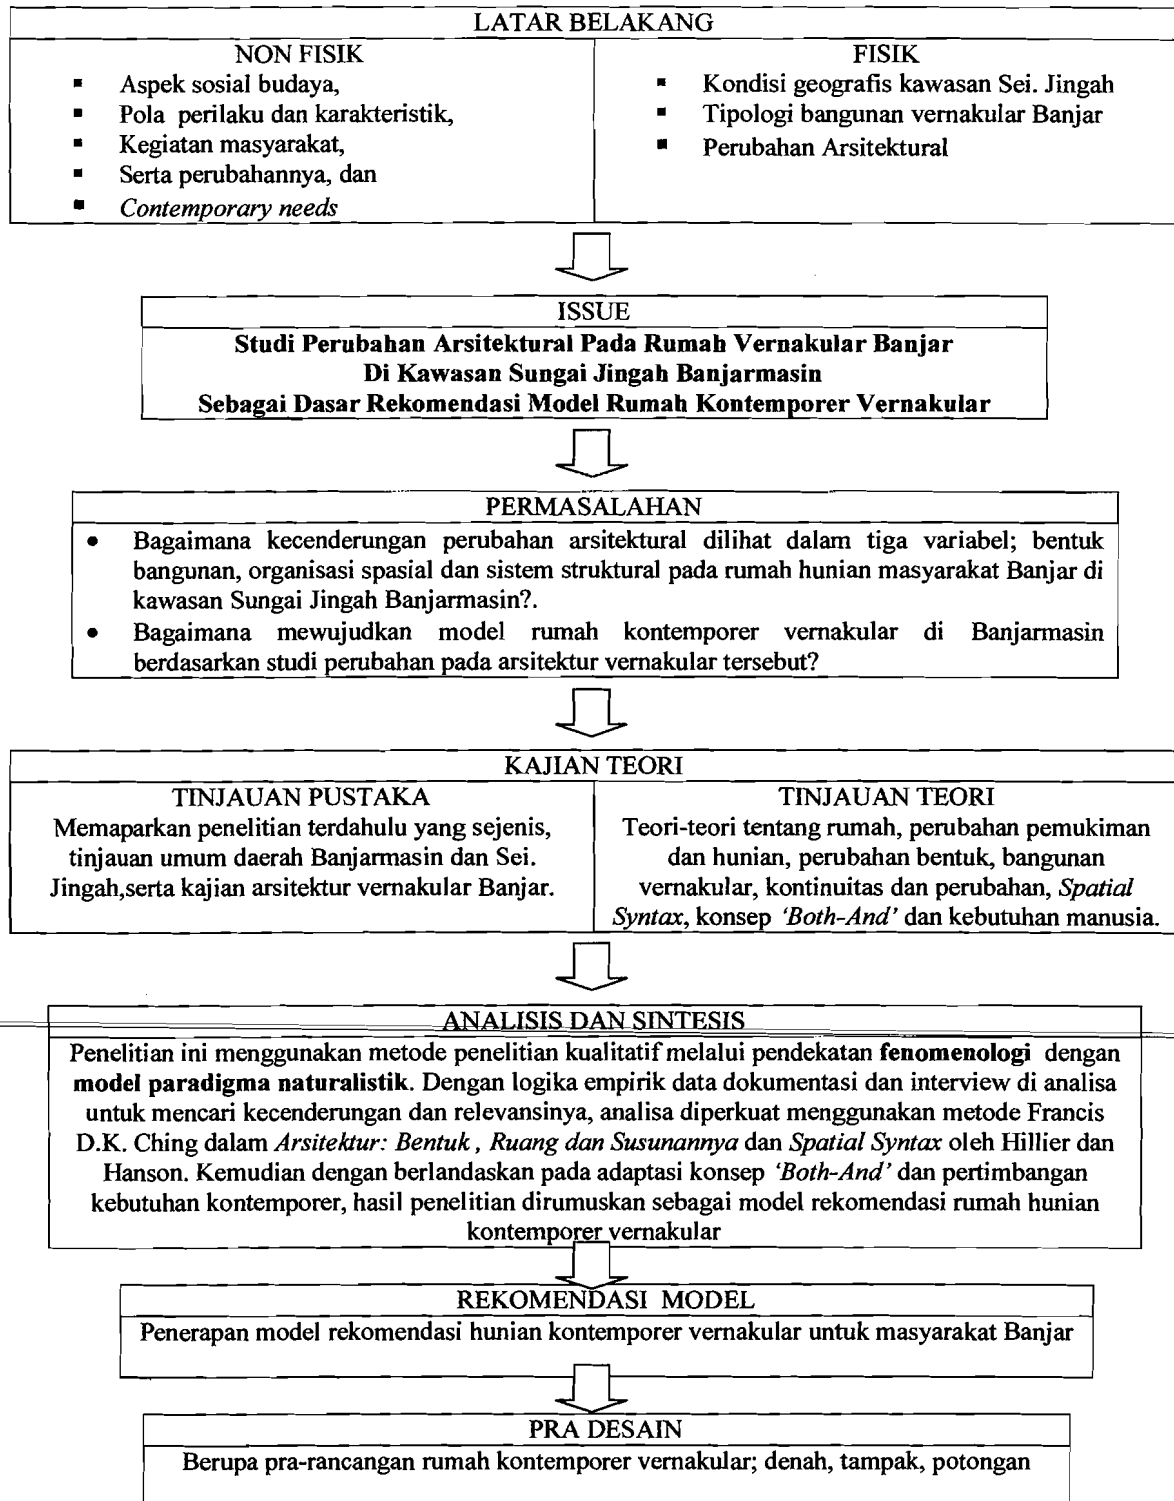 LATAR BELAKANG
NON FISIK
▪ Aspek sosial budaya,
▪ Pola perilaku dan karakteristik,
▪ Kegiatan masyarakat,
▪ Serta perubahannya, dan
▪ Contemporary needs
FISIK
▪ Kondisi geografis kawasan Sei. Jingah
▪ Tipologi bangunan vernakular Banjar
▪ Perubahan Arsitektural
ISSUE
Studi Perubahan Arsitektural Pada Rumah Vernakular Banjar
Di Kawasan Sungai Jingah Banjarmasin
Sebagai Dasar Rekomendasi Model Rumah Kontemporer Vernakular
PERMASALAHAN
• Bagaimana kecenderungan perubahan arsitektural dilihat dalam tiga variabel; bentuk
bangunan, organisasi spasial dan sistem struktural pada rumah hunian masyarakat Banjar di
kawasan Sungai Jingah Banjarmasin?.
• Bagaimana mewujudkan model rumah kontemporer vernakular di Banjarmasin
berdasarkan studi perubahan pada arsitektur vernakular tersebut?
KAJIAN TEORI
TINJAUAN PUSTAKA
Memaparkan penelitian terdahulu yang sejenis,
tinjauan umum daerah Banjarmasin dan Sei.
Jingah,serta kajian arsitektur vernakular Banjar.
TINJAUAN TEORI
Teori-teori tentang rumah, perubahan pemukiman
dan hunian, perubahan bentuk, bangunan
vernakular, kontinuitas dan perubahan, Spatial
Syntax, konsep 'Both-And' dan kebutuhan manusia.
ANALISIS DAN SINTESIS
Penelitian ini menggunakan metode penelitian kualitatif melalui pendekatan fenomenologi dengan
model paradigma naturalistik. Dengan logika empirik data dokumentasi dan interview di analisa
untuk mencari kecenderungan dan relevansinya, analisa diperkuat menggunakan metode Francis
D.K. Ching dalam Arsitektur: Bentuk, Ruang dan Susunannya dan Spatial Syntax oleh Hillier dan
Hanson. Kemudian dengan berlandaskan pada adaptasi konsep 'Both-And' dan pertimbangan
kebutuhan kontemporer, hasil penelitian dirumuskan sebagai model rekomendasi rumah hunian
kontemporer vernakular
REKOMENDASI MODEL
Penerapan model rekomendasi hunian kontemporer vernakular untuk masyarakat Banjar
PRA DESAIN
Berupa pra-rancangan rumah kontemporer vernakular; denah, tampak, potongan